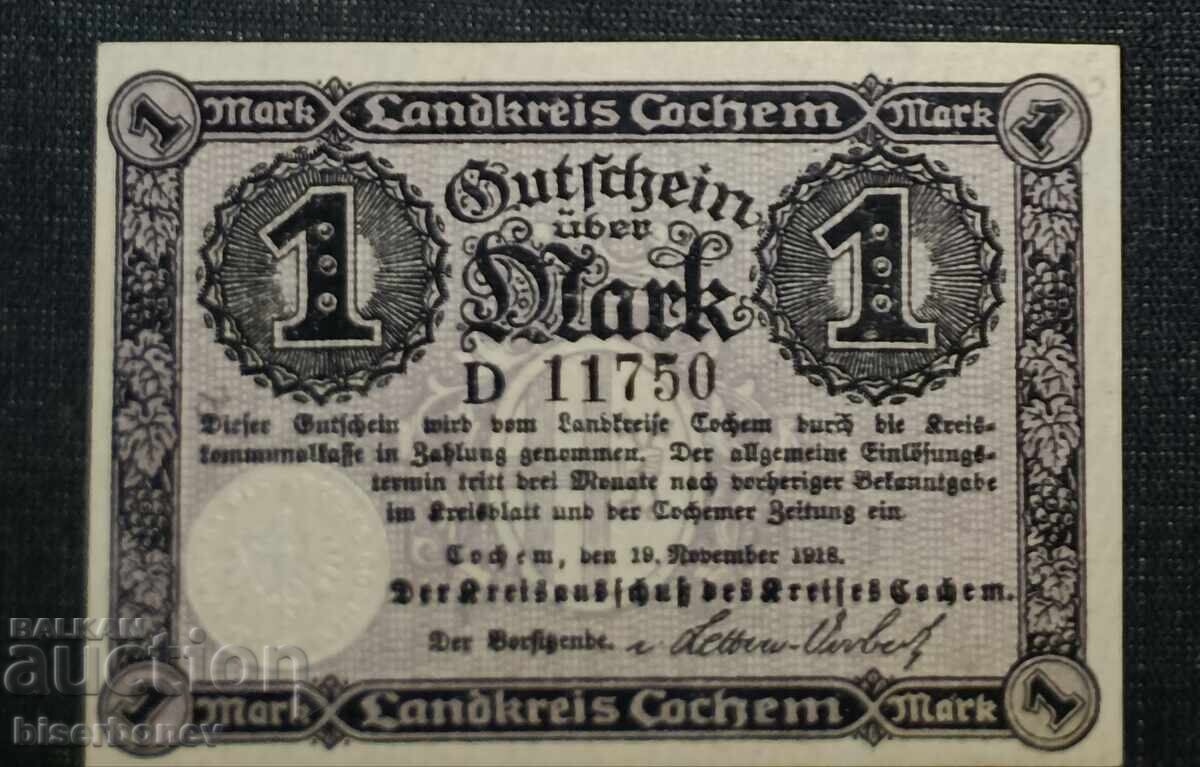 1 Mark Landkreis Cochem Mark 1
Gutschein
über
1 Mark 1
D 11750
Dieser Gutschein wird vom Landkreise Cochem durch die Kreis-
kommunalkasse in Zahlung genommen. Der allgemeine Einlösungs-
termin tritt drei Monate nach vorheriger Bekanntgabe
im Kreisblatt und der Cochemer Zeitung ein
Cochem, den 19. November 1918.
Der Kreisausschuß des Kreises Cochem.
Der Vorsitzende.
1 Mark Landkreis Cochem Mark 1
BALKAN
auction
biserbonev